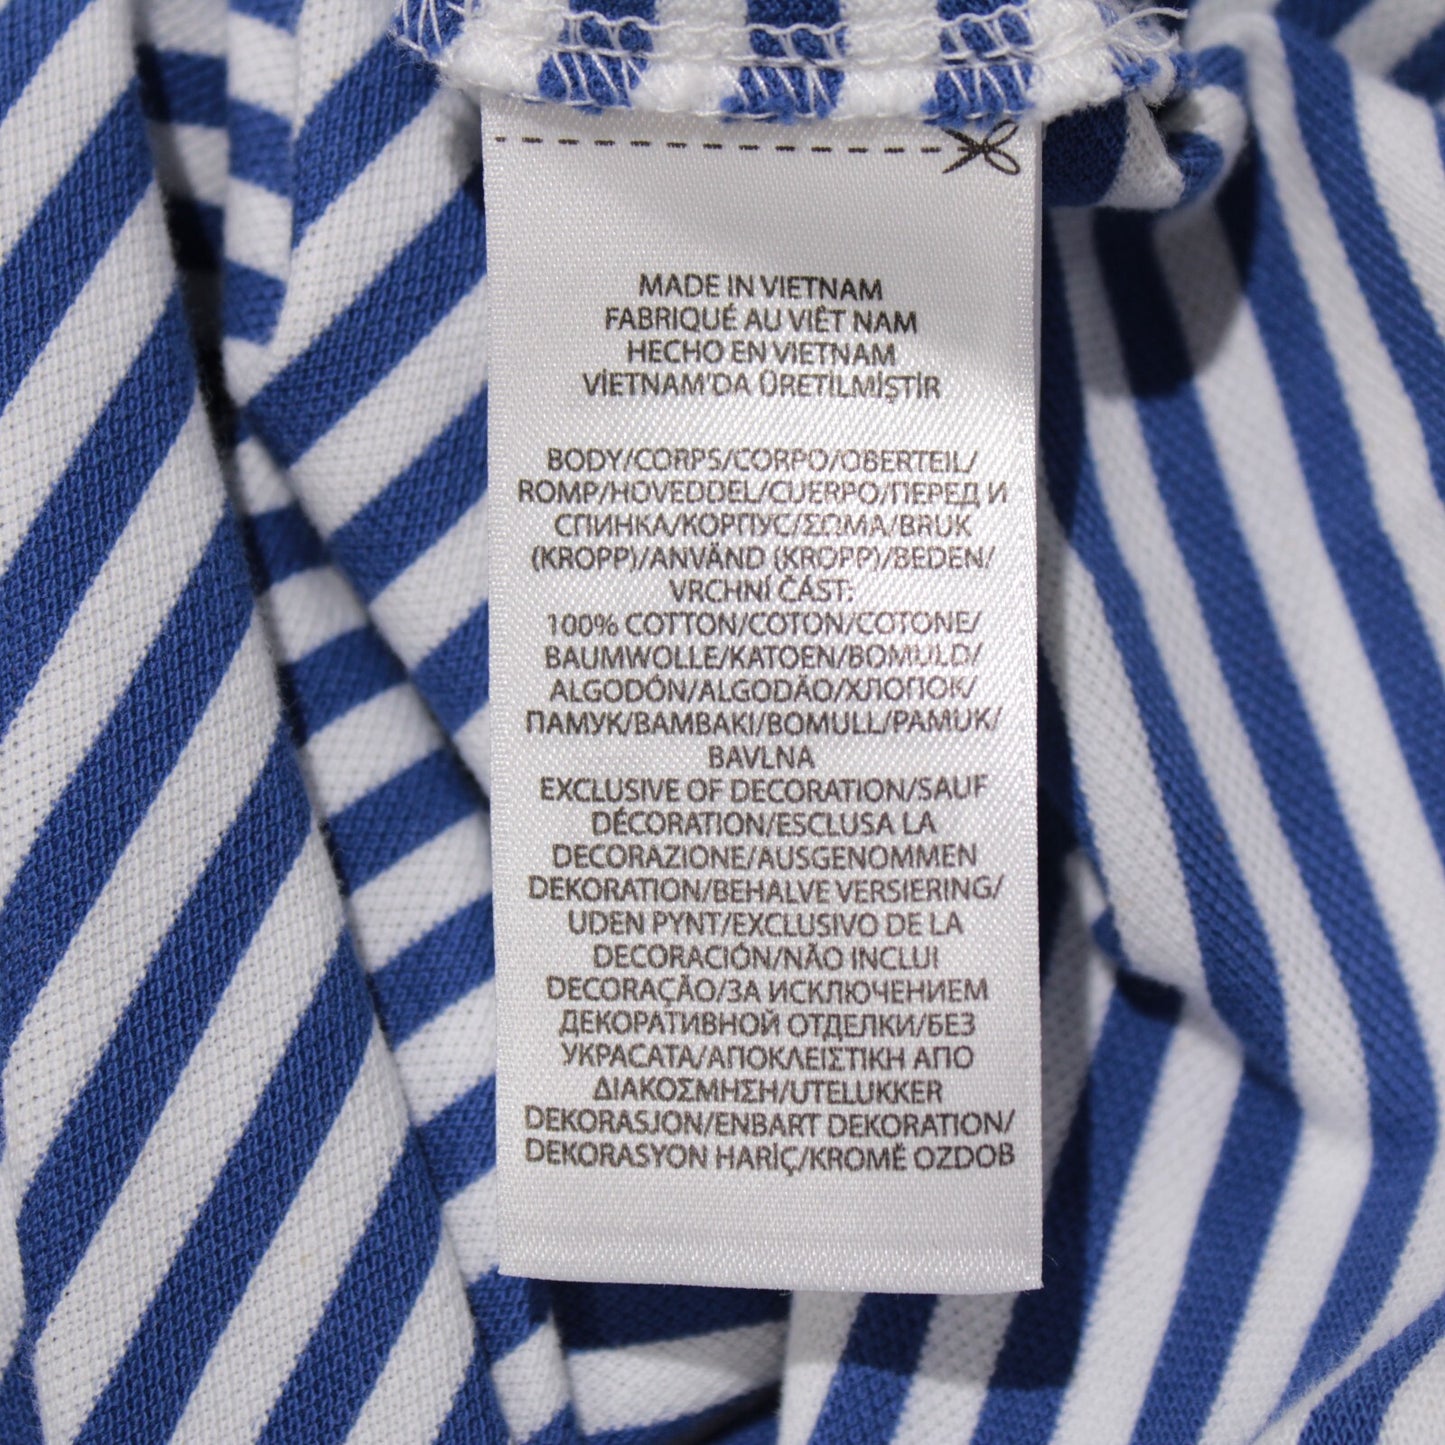 MADE IN VIETNAM
FABRIQUÉ AU VIÊT NAM
HECHO EN VIETNAM
VİETNAM'DA ÜRETILMİŞTİR
BODY/CORPS/CORPO/OBERTEIL/
ROMP/HOVEDDEL/CUERPO/ПЕРЕД И
СПИНКА/КОРПУС/ΣΩΜΑ/BRUK
(KROPP)/ANVÄND (KROPP)/BEDEN/
VRCHNÍ ČÁST:
100% COTTON/COTON/COTONE/
BAUMWOLLE/KATOEN/BOMULD/
ALGODÓN/ALGODÃO/ХЛОПОК/
ПАМУК/ΒΑΜΒΑΚΙ/BOMULL/PAMUK/
BAVLNA
EXCLUSIVE OF DECORATION/SAUF
DÉCORATION/ESCLUSA LA
DECORAZIONE/AUSGENOMMEN
DEKORATION/BEHALVE VERSIERING/
UDEN PYNT/EXCLUSIVO DE LA
DECORACIÓN/NÃO INCLUI
DECORAÇÃO/ЗА ИСКЛЮЧЕНИЕМ
ДЕКОРАТИВНОЙ ОТДЕЛКИ/БЕЗ
УКРАСАТА/ΑΠΟΚΛΕΙΣΤΙΚΗ ΑΠΟ
ΔΙΑΚΟΣΜΗΣΗ/UTELUKKER
DEKORASJON/ENBART DEKORATION/
DEKORASYON HARİÇ/KROMĚ OZDOB